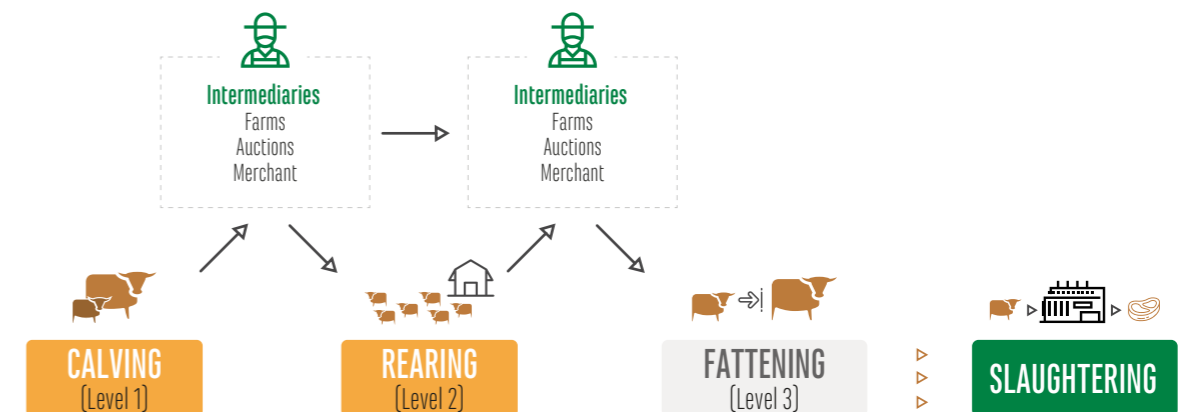 Intermediaries
Farms
Auctions
Merchant
Intermediaries
Farms
Auctions
Merchant
CALVING
(Level 1)
REARING
(Level 2)
FATTENING
(Level 3)
SLAUGHTERING